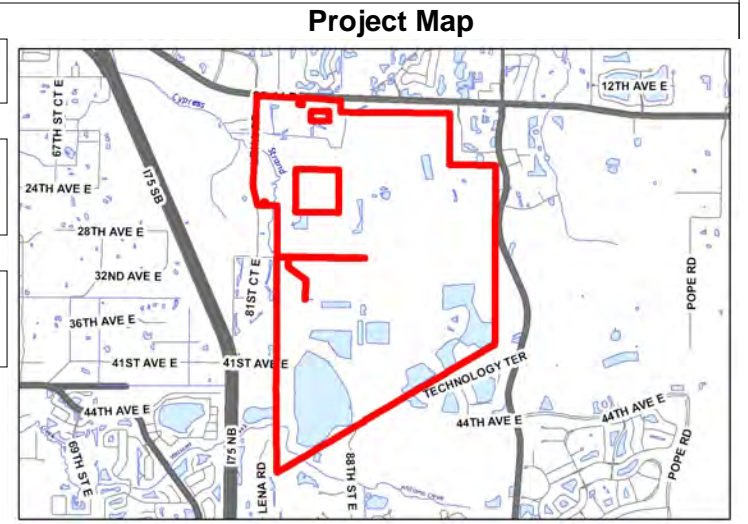 Project Map
12TH AVE E
67TH ST CT E
Cypress
Strand
I75 SB
24TH AVE E
28TH AVE E
32ND AVE E
81ST CT E
POPE RD
36TH AVE E
41ST AVE E
41ST AVE E
TECHNOLOGY TER
44TH AVE E
44TH AVE E
44TH AVE E
69TH ST E
I75 NB
LENA RD
88TH ST E
POPE RD